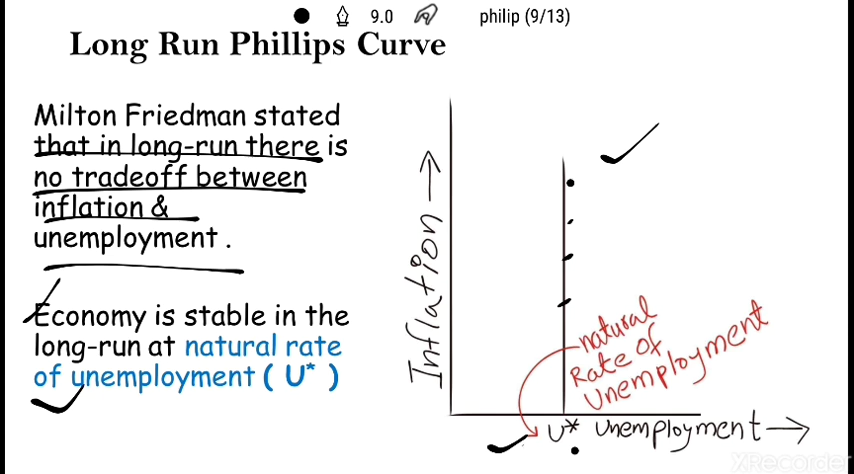 9.0
philip (9/13)
Long Run Phillips Curve
Milton Friedman stated
that in long-run there is
no tradeoff between
inflation &
unemployment .
Economy is stable in the
long-run at natural rate
of unemployment ( U* )
Inflation
natural
Rate of
Unemployment
U* Unemployment
XRecorder